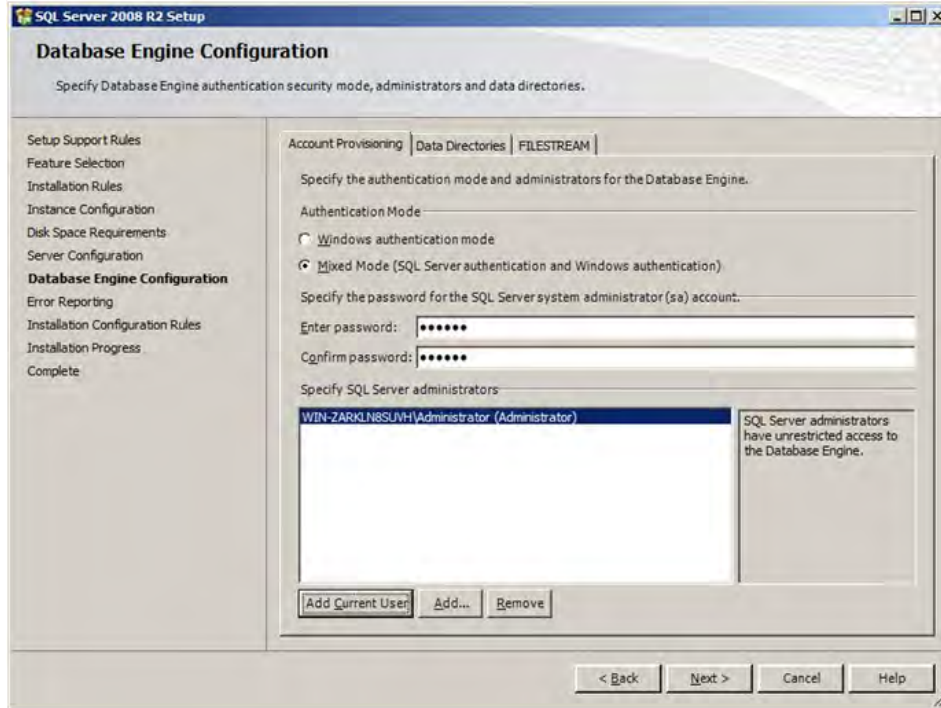 SQL Server 2008 R2 Setup
Database Engine Configuration
Specify Database Engine authentication security mode, administrators and data directories.
Setup Support Rules
Feature Selection
Installation Rules
Instance Configuration
Disk Space Requirements
Server Configuration
Database Engine Configuration
Error Reporting
Installation Configuration Rules
Installation Progress
Complete
Account Provisioning Data Directories FILESTREAM
Specify the authentication mode and administrators for the Database Engine.
Authentication Mode
Windows authentication mode
Mixed Mode (SQL Server authentication and Windows authentication)
Specify the password for the SQL Server system administrator (sa) account.
Enter password: ●●●●●●
Confirm password: ●●●●●●
Specify SQL Server administrators
WIN-ZARKLN8SUVH\Administrator (Administrator)
SQL Server administrators
have unrestricted access to
the Database Engine.
Add Current User Add... Remove
< Back Next > Cancel Help